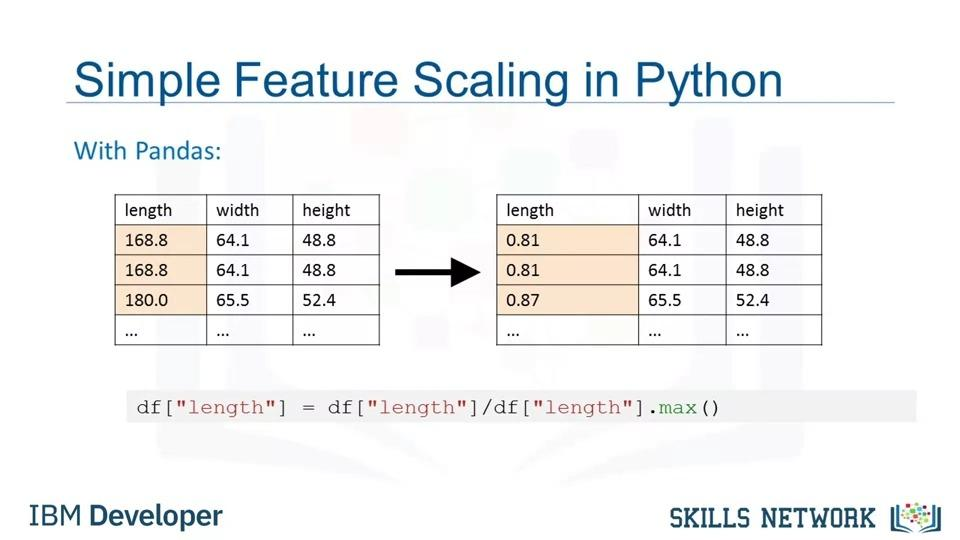 Simple Feature Scaling in Python
With Pandas:
length width height
168.8 64.1 48.8
168.8 64.1 48.8
180.0 65.5 52.4
... ... ...
length width height
0.81 64.1 48.8
0.81 64.1 48.8
0.87 65.5 52.4
... ... ...
df["length"] = df["length"]/df["length"].max()
IBM Developer
SKILLS NETWORK